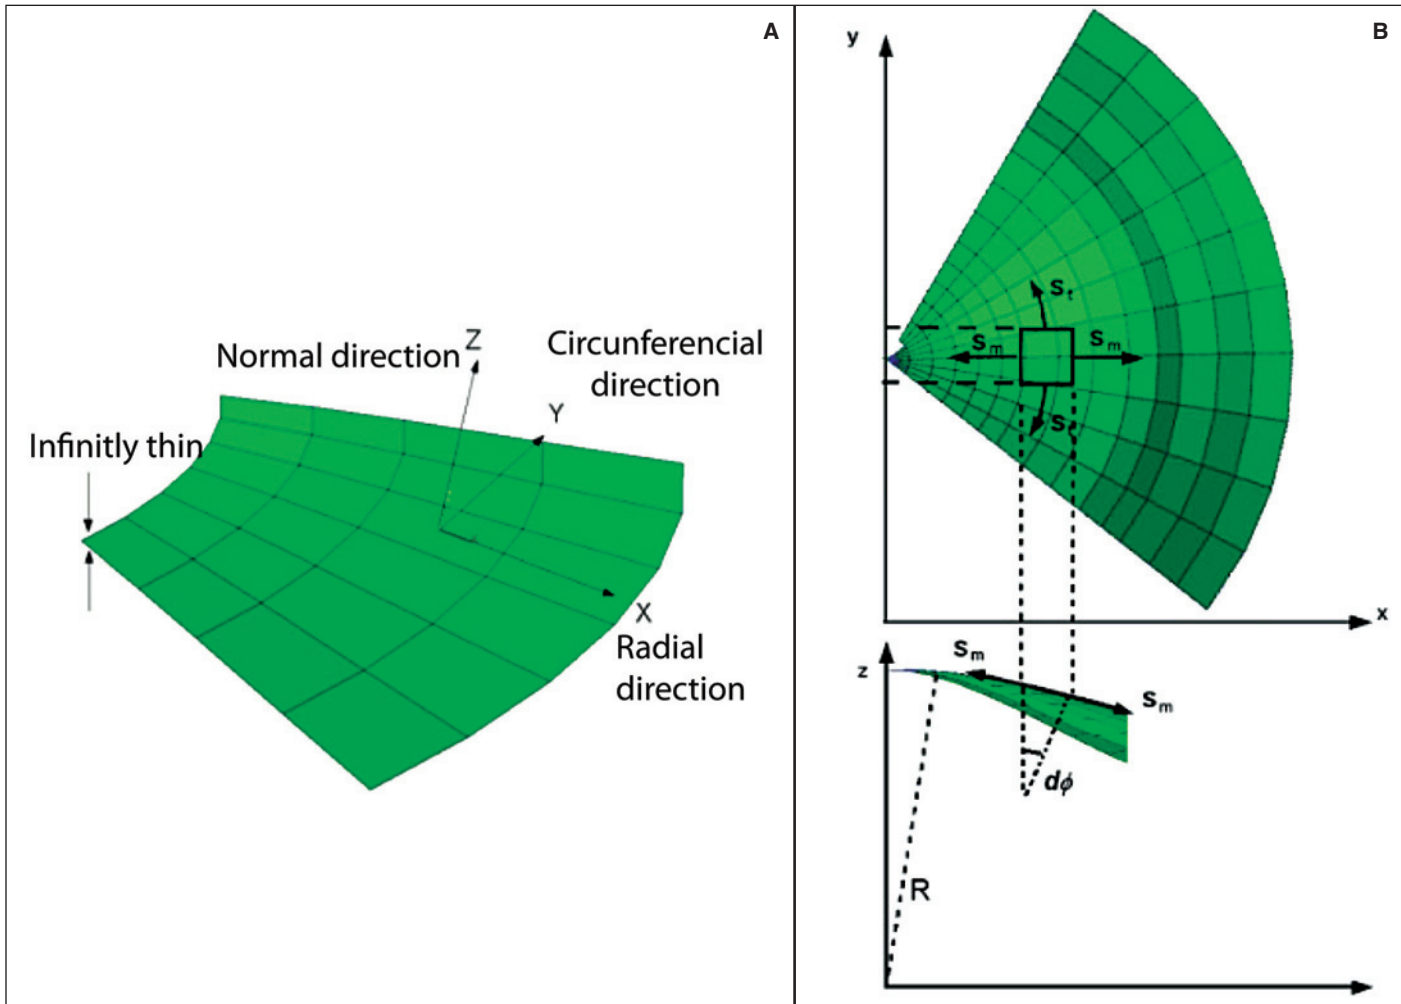 A
Normal direction
Z
Circunferencial
direction
Y
Infinitly thin
X
Radial
direction
B
y
S t
S m
S m
S
x
z
S m
S m
dϕ
R